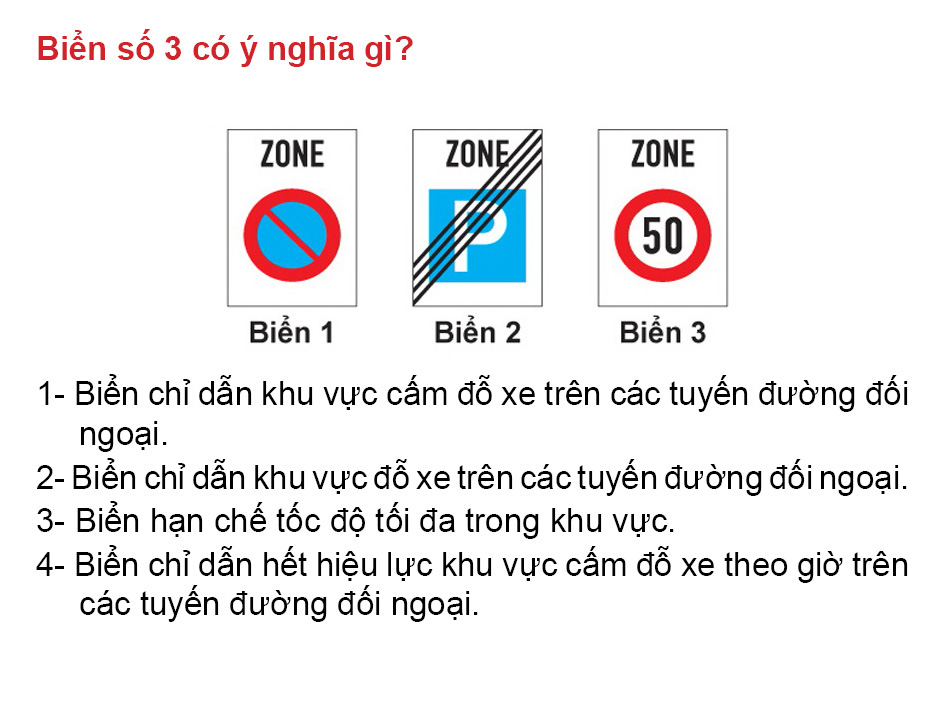 Biển số 3 có ý nghĩa gì?
ZONE ZONE ZONE
P 50
Biển 1 Biển 2 Biển 3
1- Biển chỉ dẫn khu vực cấm đỗ xe trên các tuyến đường đối
ngoại.
2- Biển chỉ dẫn khu vực đỗ xe trên các tuyến đường đối ngoại.
3- Biển hạn chế tốc độ tối đa trong khu vực.
4- Biển chỉ dẫn hết hiệu lực khu vực cấm đỗ xe theo giờ trên
các tuyến đường đối ngoại.